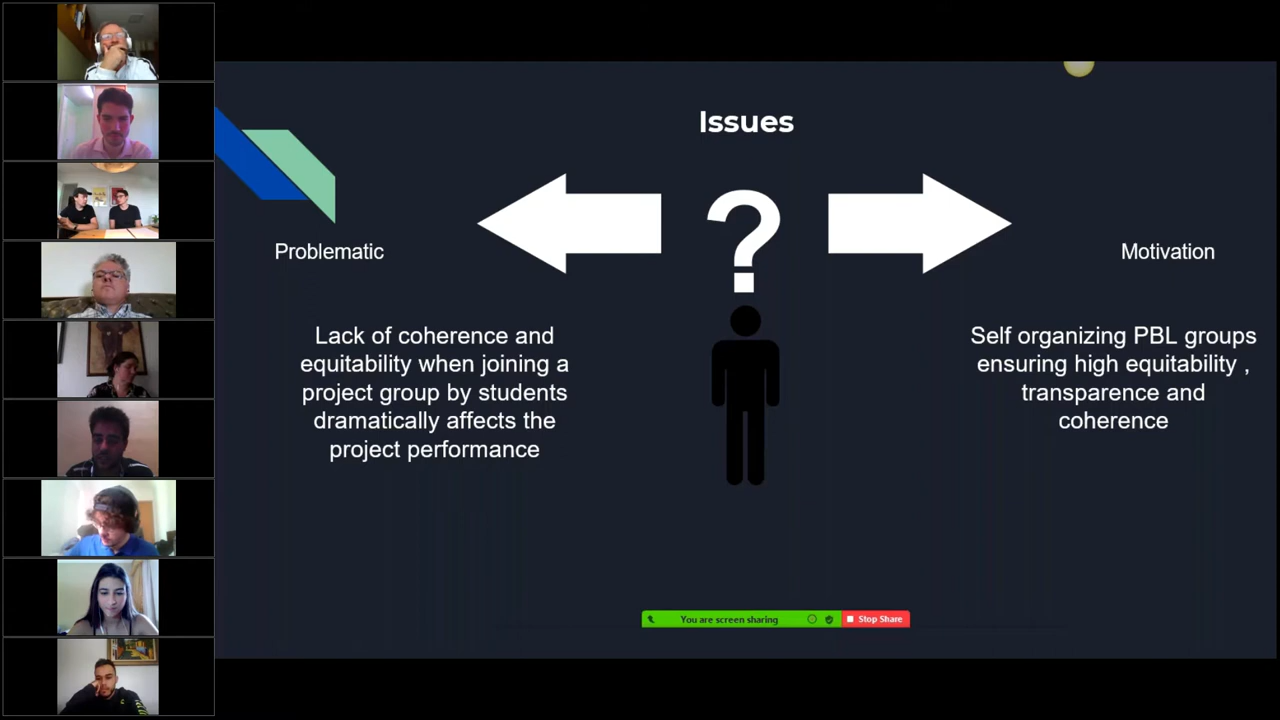 Issues
?
Problematic
Motivation
Lack of coherence and
equitability when joining a
project group by students
dramatically affects the
project performance
Self organizing PBL groups
ensuring high equitability ,
transparence and
coherence
You are screen sharing
Stop Share